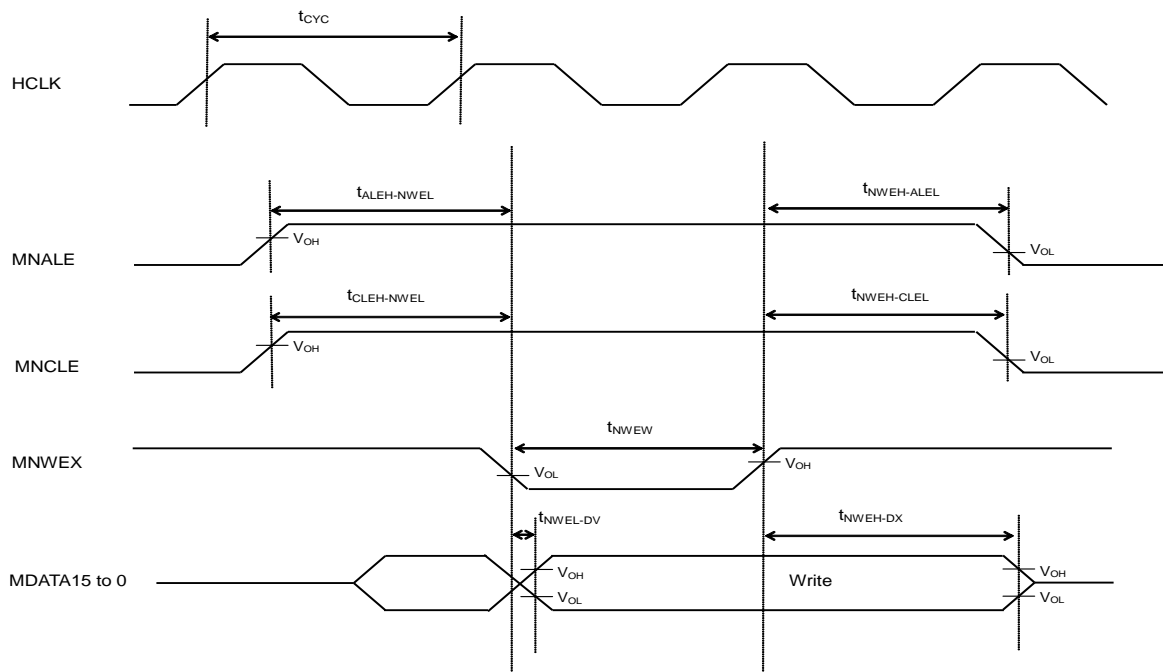 tCYC
HCLK
tALEH-NWEL
tNWEH-ALEL
VOH
VOL
MNALE
tCLEH-NWEL
tNWEH-CLEL
VOH
VOL
MNCLE
tNWEW
MNWEX
VOL
VOH
tNWEL-DV
tNWEH-DX
MDATA15 to 0
VOH
Write
VOH
VOL
VOL